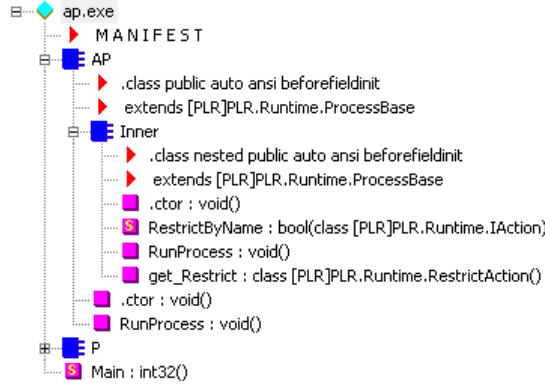 ap.exe
M A N I F E S T
AP
.class public auto ansi beforefieldinit
extends [PLR]PLR.Runtime.ProcessBase
Inner
.class nested public auto ansi beforefieldinit
extends [PLR]PLR.Runtime.ProcessBase
.ctor : void()
RestrictByName : bool(class [PLR]PLR.Runtime.IAction)
RunProcess : void()
get_Restrict : class [PLR]PLR.Runtime.RestrictAction()
.ctor : void()
RunProcess : void()
P
Main : int32()